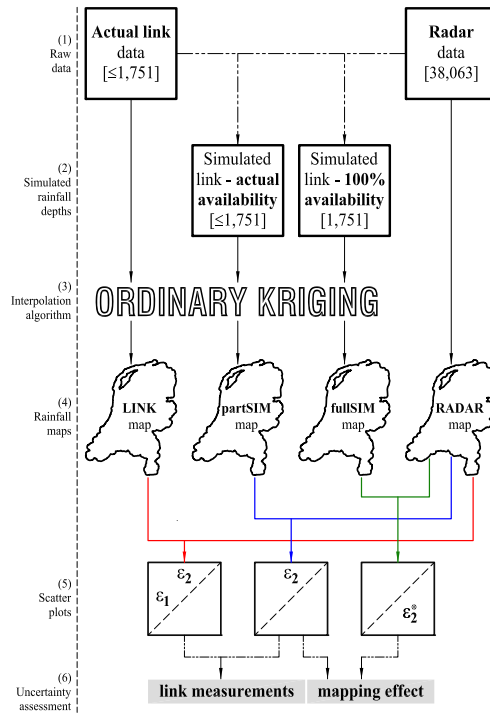 (1)
Raw
data
Actual link
data
[≤1,751]
Radar
data
[38,063]
(2)
Simulated
rainfall
depths
Simulated
link - actual
availability
[≤1,751]
Simulated
link - 100%
availability
[1,751]
(3)
Interpolation
algorithm
ORDINARY KRIGING
(4)
Rainfall
maps
LINK
map
partSIM
map
fullSIM
map
RADAR
map
(5)
Scatter
plots
ε2
ε1
ε2
ε2*
(6)
Uncertainty
assessment
link measurements
mapping effect